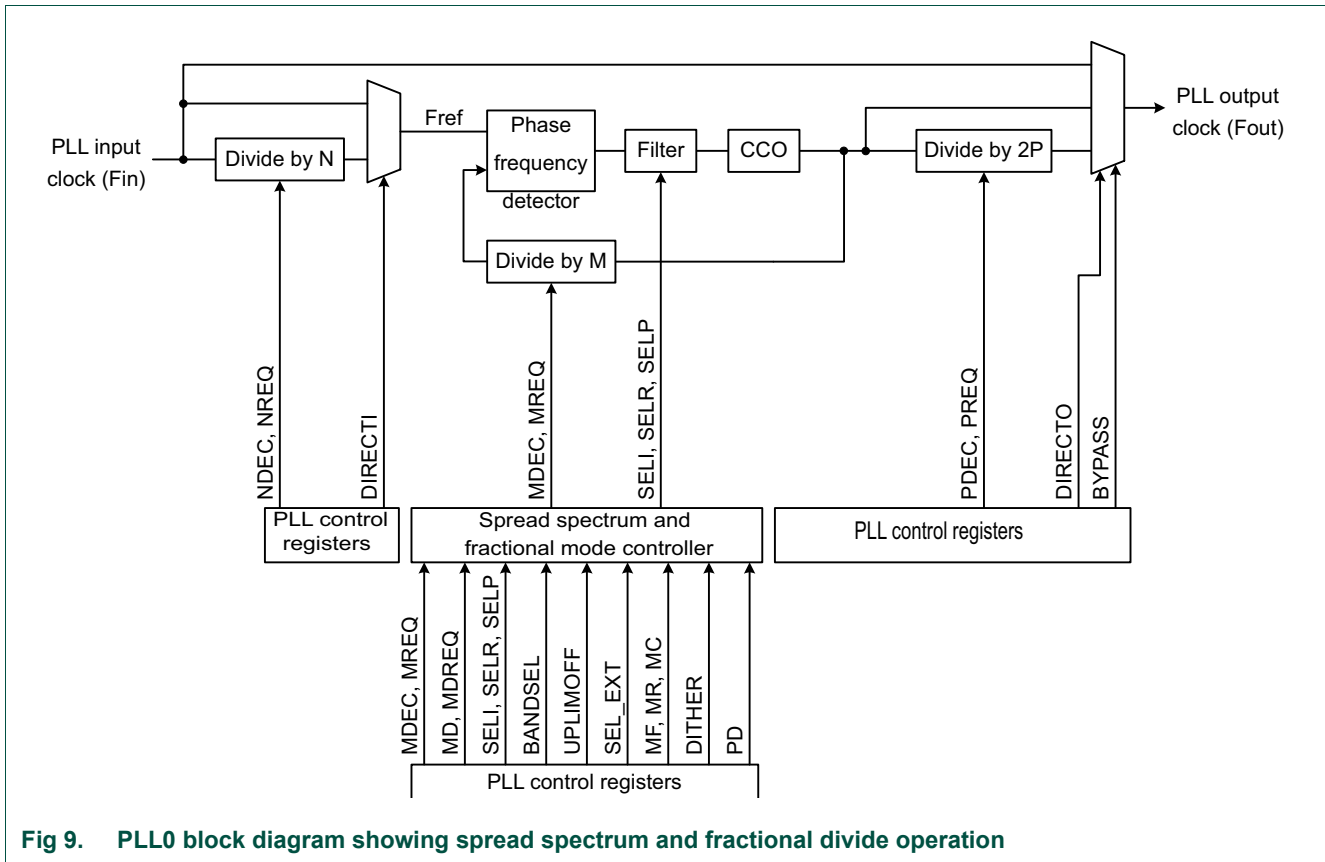 PLL input
clock (Fin)
Divide by N
Fref
Phase
frequency
detector
Filter
CCO
Divide by 2P
PLL output
clock (Fout)
Divide by M
NDEC, NREQ
DIRECTI
MDEC, MREQ
SELI, SELR, SELP
PDEC, PREQ
DIRECTO
BYPASS
PLL control
registers
Spread spectrum and
fractional mode controller
PLL control registers
MDEC, MREQ
MD, MDREQ
SELI, SELR, SELP
BANDSEL
UPLIMOFF
SEL_EXT
MF, MR, MC
DITHER
PD
PLL control registers
Fig 9. PLL0 block diagram showing spread spectrum and fractional divide operation